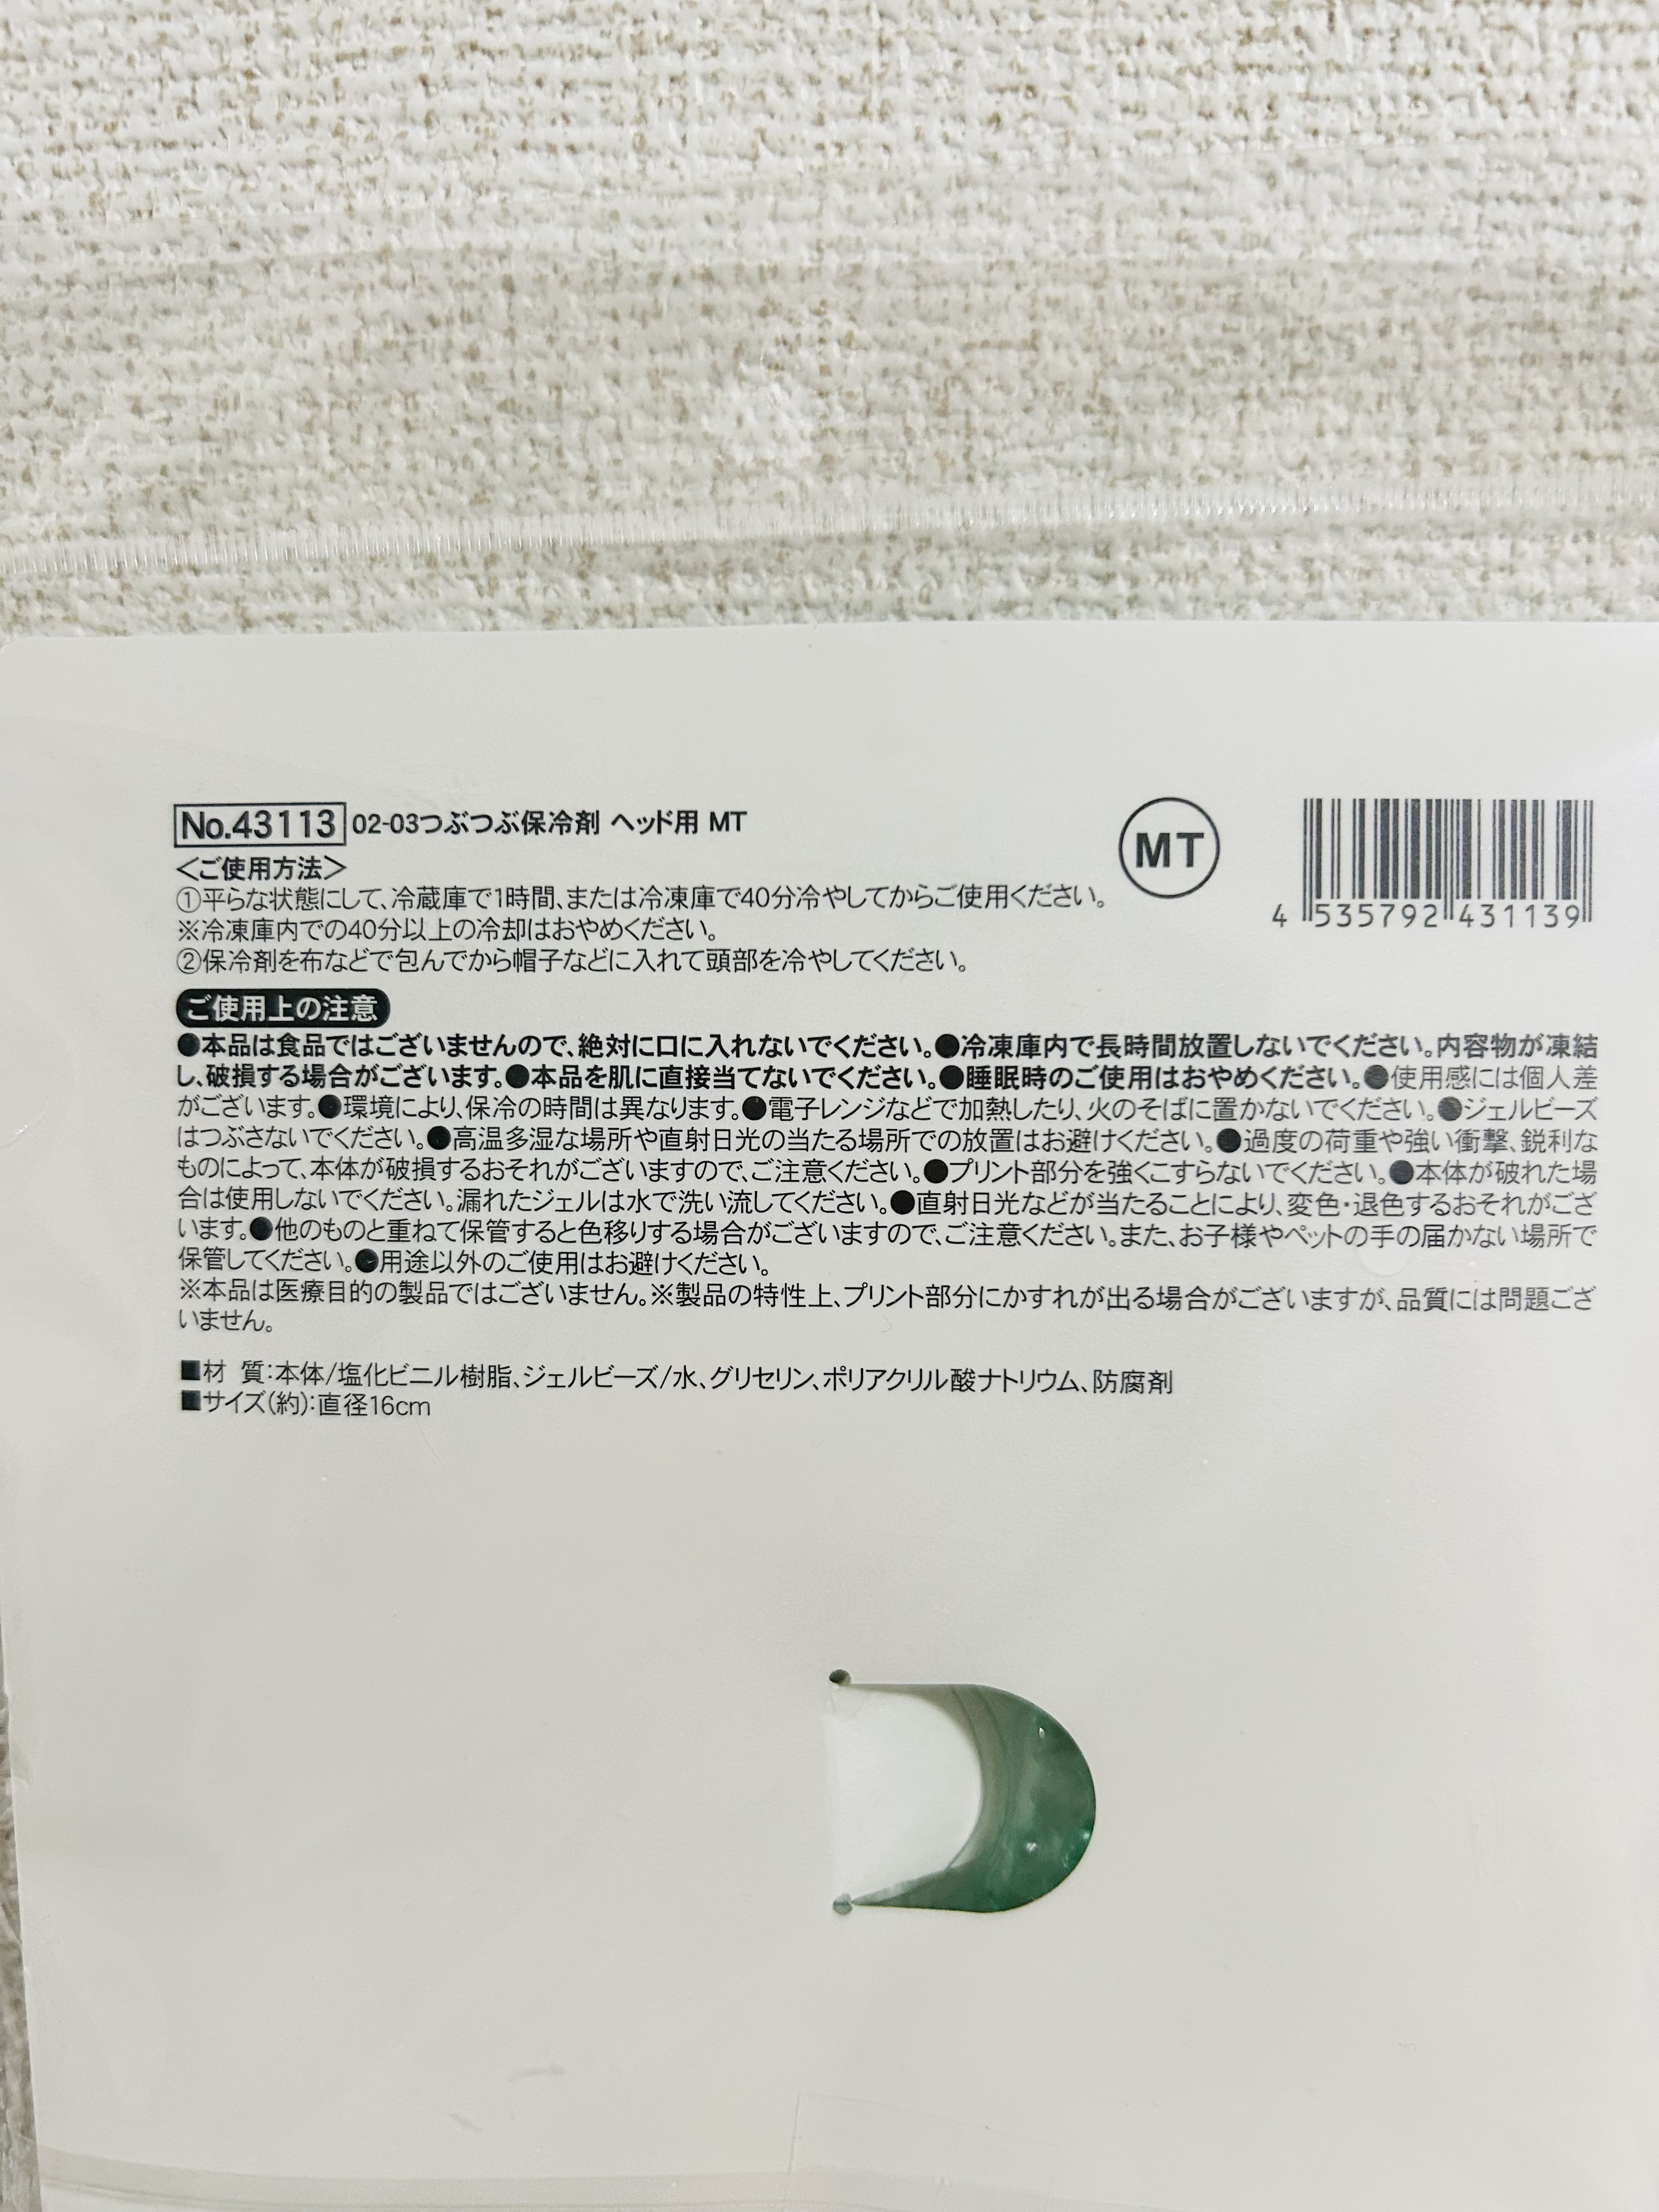 No.43113 02-03つぶつぶ保冷剤 ヘッド用 MT
MT
4 535792 431139
＜ご使用方法＞
①平らな状態にして、冷蔵庫で1時間、または冷凍庫で40分冷やしてからご使用ください。
※冷凍庫内での40分以上の冷却はおやめください。
②保冷剤を布などで包んでから帽子などに入れて頭部を冷やしてください。
ご使用上の注意
●本品は食品ではございませんので、絶対に口に入れないでください。●冷凍庫内で長時間放置しないでください。内容物が凍結
し、破損する場合がございます。●本品を肌に直接当てないでください。●睡眠時のご使用はおやめください。●使用感には個人差
がございます。●環境により、保冷の時間は異なります。●電子レンジなどで加熱したり、火のそばに置かないでください。●ジェルビーズ
はつぶさないでください。●高温多湿な場所や直射日光の当たる場所での放置はお避けください。●過度の荷重や強い衝撃、鋭利な
ものによって、本体が破損するおそれがございますので、ご注意ください。●プリント部分を強くこすらないでください。●本体が破れた場
合は使用しないでください。漏れたジェルは水で洗い流してください。●直射日光などが当たることにより、変色・退色するおそれがござ
います。●他のものと重ねて保管すると色移りする場合がございますので、ご注意ください。また、お子様やペットの手の届かない場所で
保管してください。●用途以外のご使用はお避けください。
※本品は医療目的の製品ではございません。※製品の特性上、プリント部分にかすれが出る場合がございますが、品質には問題ござ
いません。
■材 質：本体/塩化ビニル樹脂、ジェルビーズ/水、グリセリン、ポリアクリル酸ナトリウム、防腐剤
■サイズ（約）：直径16cm